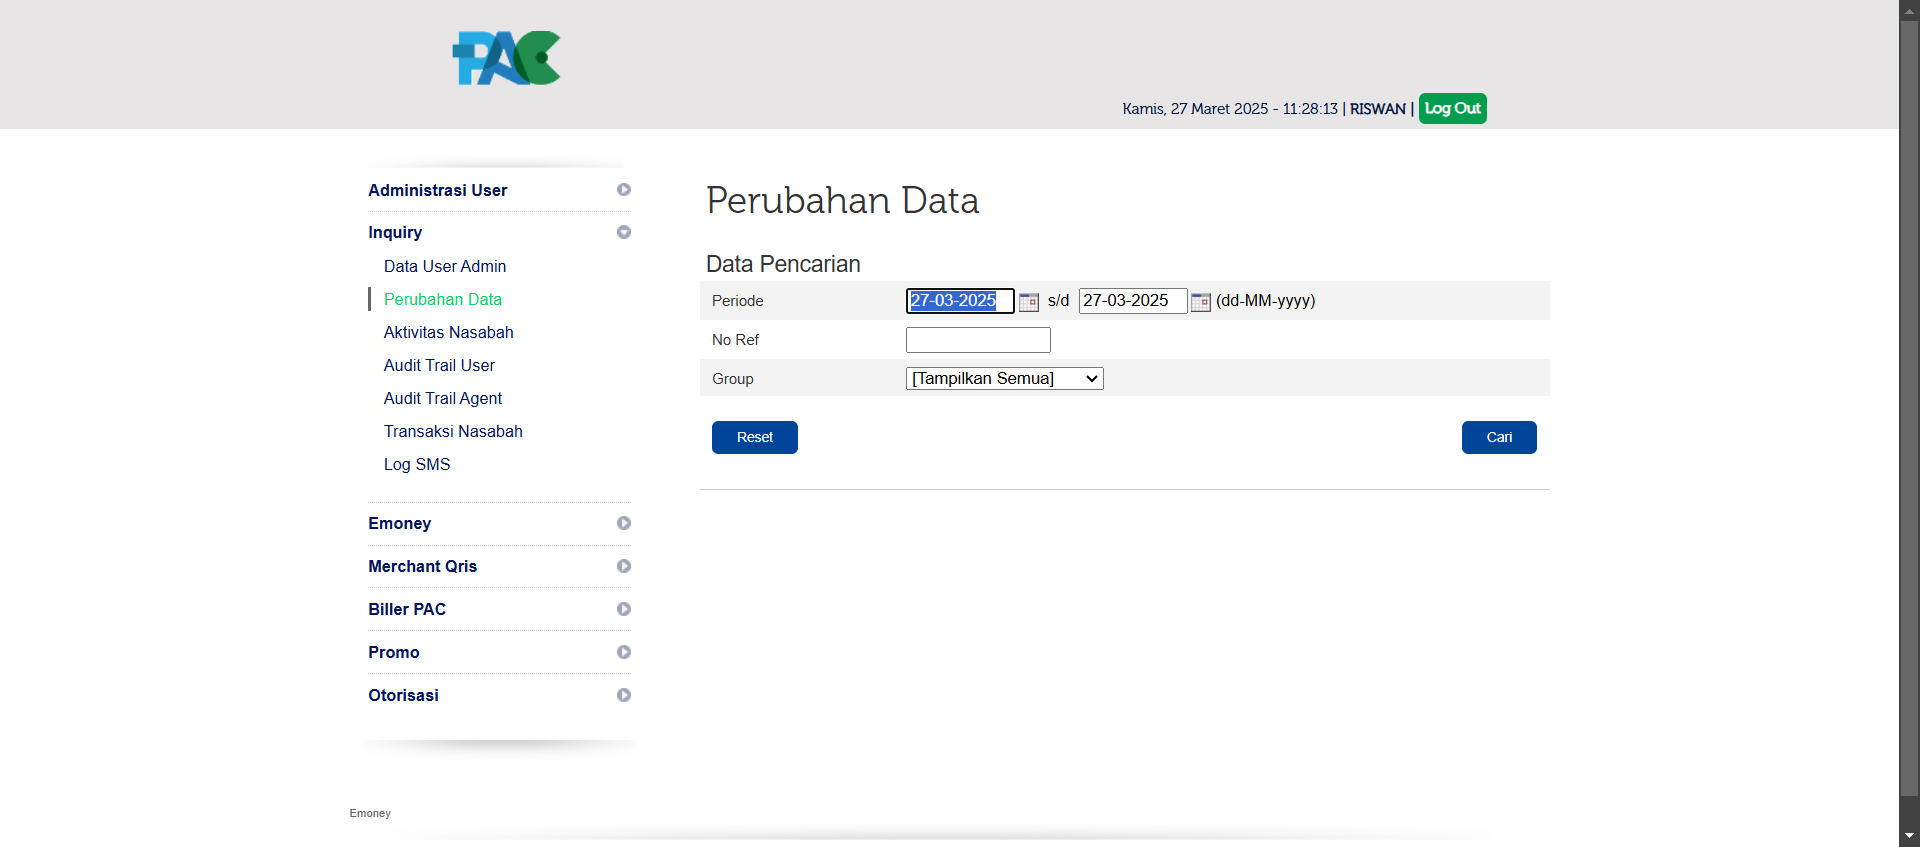 PAC
Kamis, 27 Maret 2025 - 11:28:13 | RISWAN | Log Out
Administrasi User
Inquiry
Data User Admin
Perubahan Data
Aktivitas Nasabah
Audit Trail User
Audit Trail Agent
Transaksi Nasabah
Log SMS
Emoney
Merchant Qris
Biller PAC
Promo
Otorisasi
Perubahan Data
Data Pencarian
Periode 27-03-2025 s/d 27-03-2025 (dd-MM-yyyy)
No Ref
Group [Tampilkan Semua]
Reset Cari
Emoney